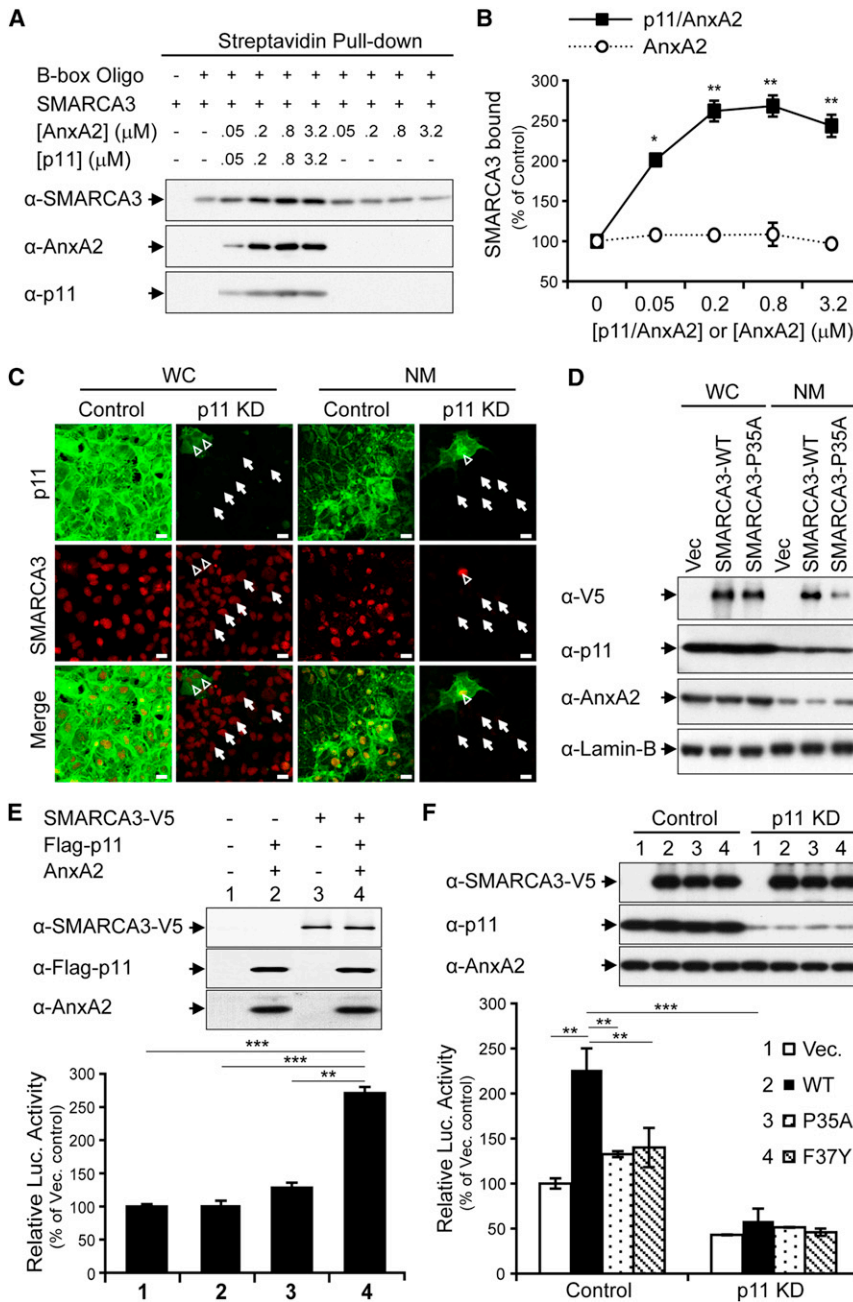 A
Streptavidin Pull-down
B-box Oligo - + + + + + + + + +
SMARCA3 + + + + + + + + + +
[AnxA2] (μM) - - .05 .2 .8 3.2 .05 .2 .8 3.2
[p11] (μM) - - .05 .2 .8 3.2 - - - -
α-SMARCA3
α-AnxA2
α-p11
B
p11/AnxA2
AnxA2
SMARCA3 bound
(% of Control)
300
250
200
150
100
50
* ** ** **
0 0.05 0.2 0.8 3.2
[p11/AnxA2] or [AnxA2] (μM)
C
WC NM
Control p11 KD Control p11 KD
p11
SMARCA3
Merge
D
WC NM
Vec SMARCA3-WT SMARCA3-P35A Vec SMARCA3-WT SMARCA3-P35A
α-V5
α-p11
α-AnxA2
α-Lamin-B
E
SMARCA3-V5 - - + +
Flag-p11 - + - +
AnxA2 - + - +
1 2 3 4
α-SMARCA3-V5
α-Flag-p11
α-AnxA2
***
***
**
Relative Luc. Activity
(% of Vec. control)
300
250
200
150
100
50
0
1 2 3 4
F
Control p11 KD
1 2 3 4 1 2 3 4
α-SMARCA3-V5
α-p11
α-AnxA2
Relative Luc. Activity
(% of Vec. control)
300
250
200
150
100
50
0
***
** **
**
1 Vec.
2 WT
3 P35A
4 F37Y
Control p11 KD